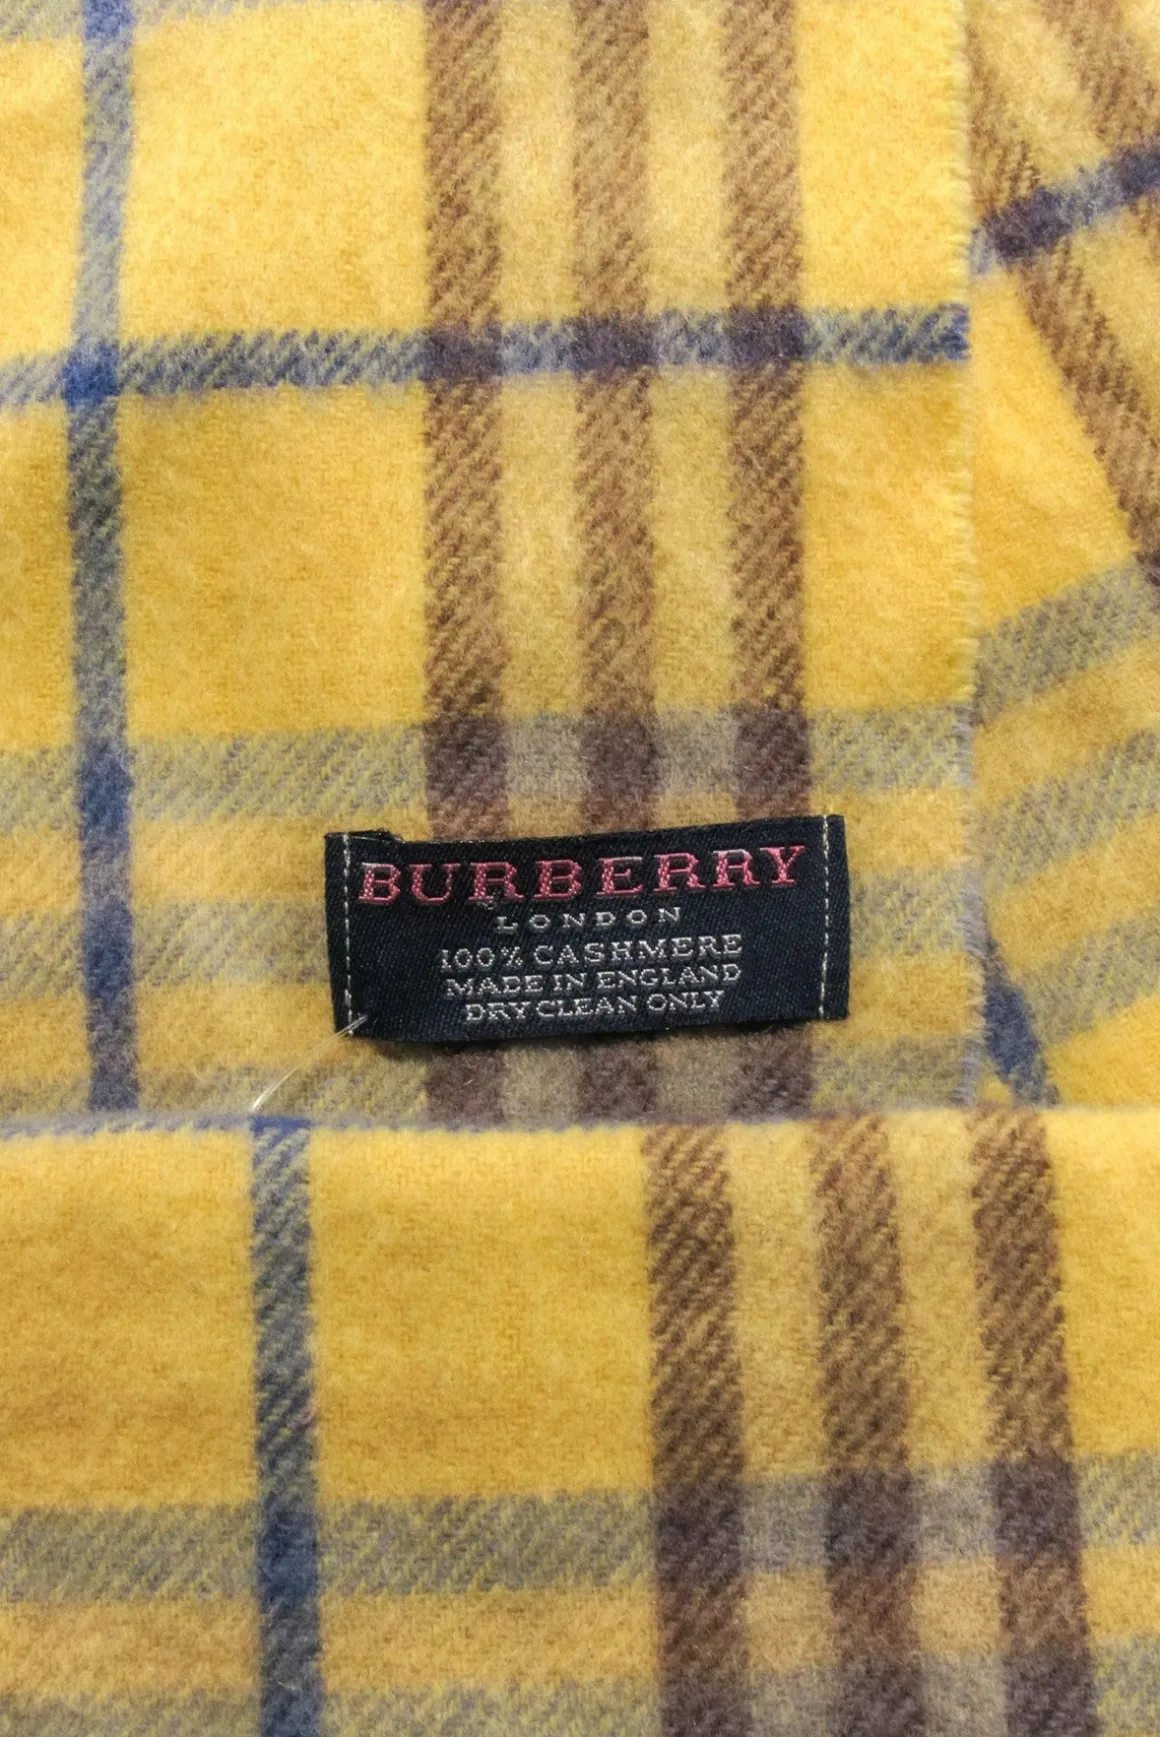 BURBERRY
LONDON
100% CASHMERE
MADE IN ENGLAND
DRY CLEAN ONLY